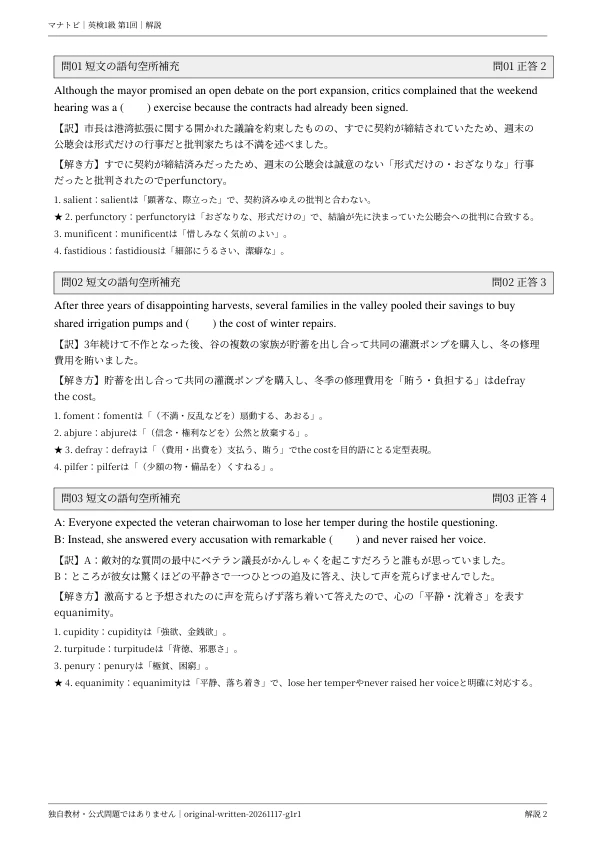 マナトビ｜英検1級 第1回｜解説
問01 短文の語句空所補充 問01 正答 2
Although the mayor promised an open debate on the port expansion, critics complained that the weekend
hearing was a (　　) exercise because the contracts had already been signed.
【訳】市長は港湾拡張に関する開かれた議論を約束したものの、すでに契約が締結されていたため、週末の
公聴会は形式だけの行事だと批判家たちは不満を述べました。
【解き方】すでに契約が締結済みだったため、週末の公聴会は誠意のない「形式だけの・おざなりな」行事
だったと批判されたのでperfunctory。
1. salient：salientは「顕著な、際立った」で、契約済みゆえの批判と合わない。
★ 2. perfunctory：perfunctoryは「おざなりな、形式だけの」で、結論が先に決まっていた公聴会への批判に合致する。
3. munificent：munificentは「惜しみなく気前のよい」。
4. fastidious：fastidiousは「細部にうるさい、潔癖な」。
問02 短文の語句空所補充 問02 正答 3
After three years of disappointing harvests, several families in the valley pooled their savings to buy
shared irrigation pumps and (　　) the cost of winter repairs.
【訳】3年続けて不作となった後、谷の複数の家族が貯蓄を出し合って共同の灌漑ポンプを購入し、冬の修理
費用を賄いました。
【解き方】貯蓄を出し合って共同の灌漑ポンプを購入し、冬季の修理費用を「賄う・負担する」はdefray
the cost。
1. foment：fomentは「（不満・反乱などを）扇動する、あおる」。
2. abjure：abjureは「（信念・権利などを）公然と放棄する」。
★ 3. defray：defrayは「（費用・出費を）支払う、賄う」でthe costを目的語にとる定型表現。
4. pilfer：pilferは「（少額の物・備品を）くすねる」。
問03 短文の語句空所補充 問03 正答 4
A: Everyone expected the veteran chairwoman to lose her temper during the hostile questioning.
B: Instead, she answered every accusation with remarkable (　　) and never raised her voice.
【訳】A：敵対的な質問の最中にベテラン議長がかんしゃくを起こすだろうと誰もが思っていました。
B：ところが彼女は驚くほどの平静さで一つひとつの追及に答え、決して声を荒らげませんでした。
【解き方】激高すると予想されたのに声を荒らげず落ち着いて答えたので、心の「平静・沈着さ」を表す
equanimity。
1. cupidity：cupidityは「強欲、金銭欲」。
2. turpitude：turpitudeは「背徳、邪悪さ」。
3. penury：penuryは「極貧、困窮」。
★ 4. equanimity：equanimityは「平静、落ち着き」で、lose her temperやnever raised her voiceと明確に対応する。
独自教材・公式問題ではありません｜original-written-20261117-g1r1 解説 2